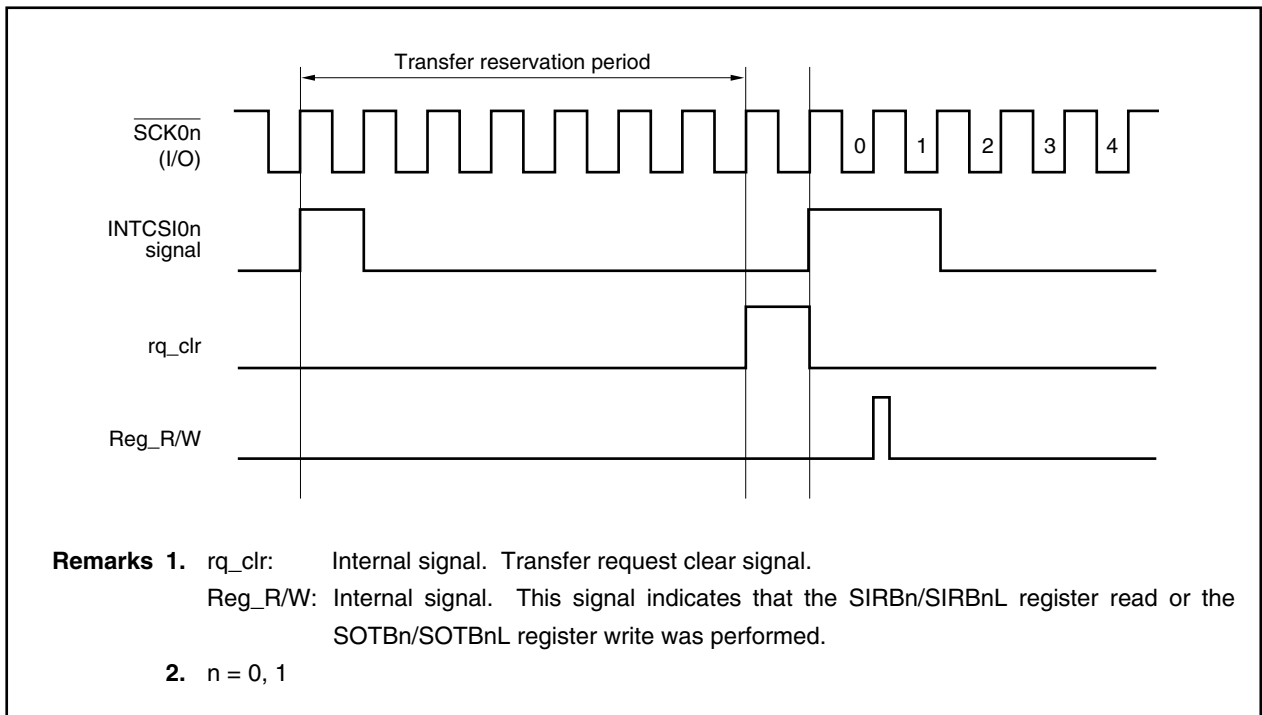 Transfer reservation period
SCK0n
(I/O)
0 1 2 3 4
INTCSI0n
signal
rq_clr
Reg_R/W
Remarks 1. rq_clr: Internal signal. Transfer request clear signal.
Reg_R/W: Internal signal. This signal indicates that the SIRBn/SIRBnL register read or the
SOTBn/SOTBnL register write was performed.
2. n = 0, 1